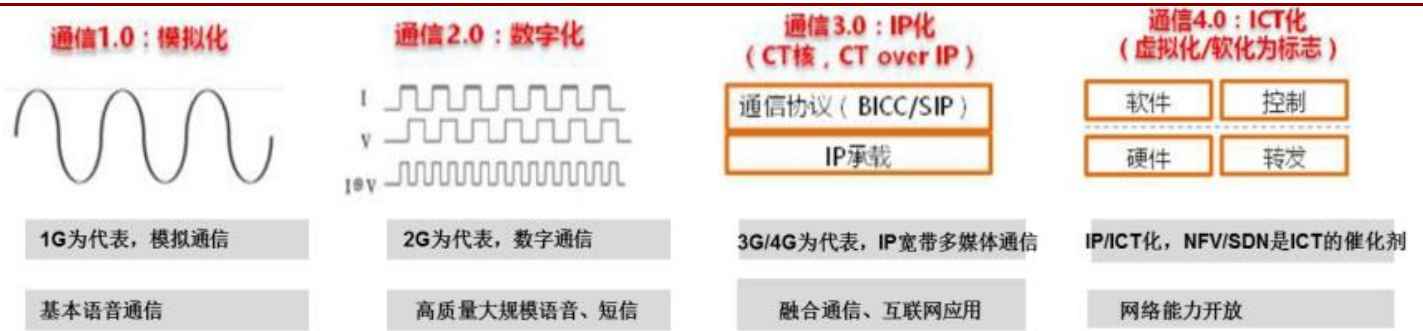 通信1.0：模拟化
通信2.0：数字化
I
V
I⊕V
通信3.0：IP化
（CT核，CT over IP）
通信协议（BICC/SIP）
IP承载
通信4.0：ICT化
（虚拟化/软化为标志）
软件
控制
硬件
转发
1G为代表，模拟通信
2G为代表，数字通信
3G/4G为代表，IP宽带多媒体通信
IP/ICT化，NFV/SDN是ICT的催化剂
基本语音通信
高质量大规模语音、短信
融合通信、互联网应用
网络能力开放